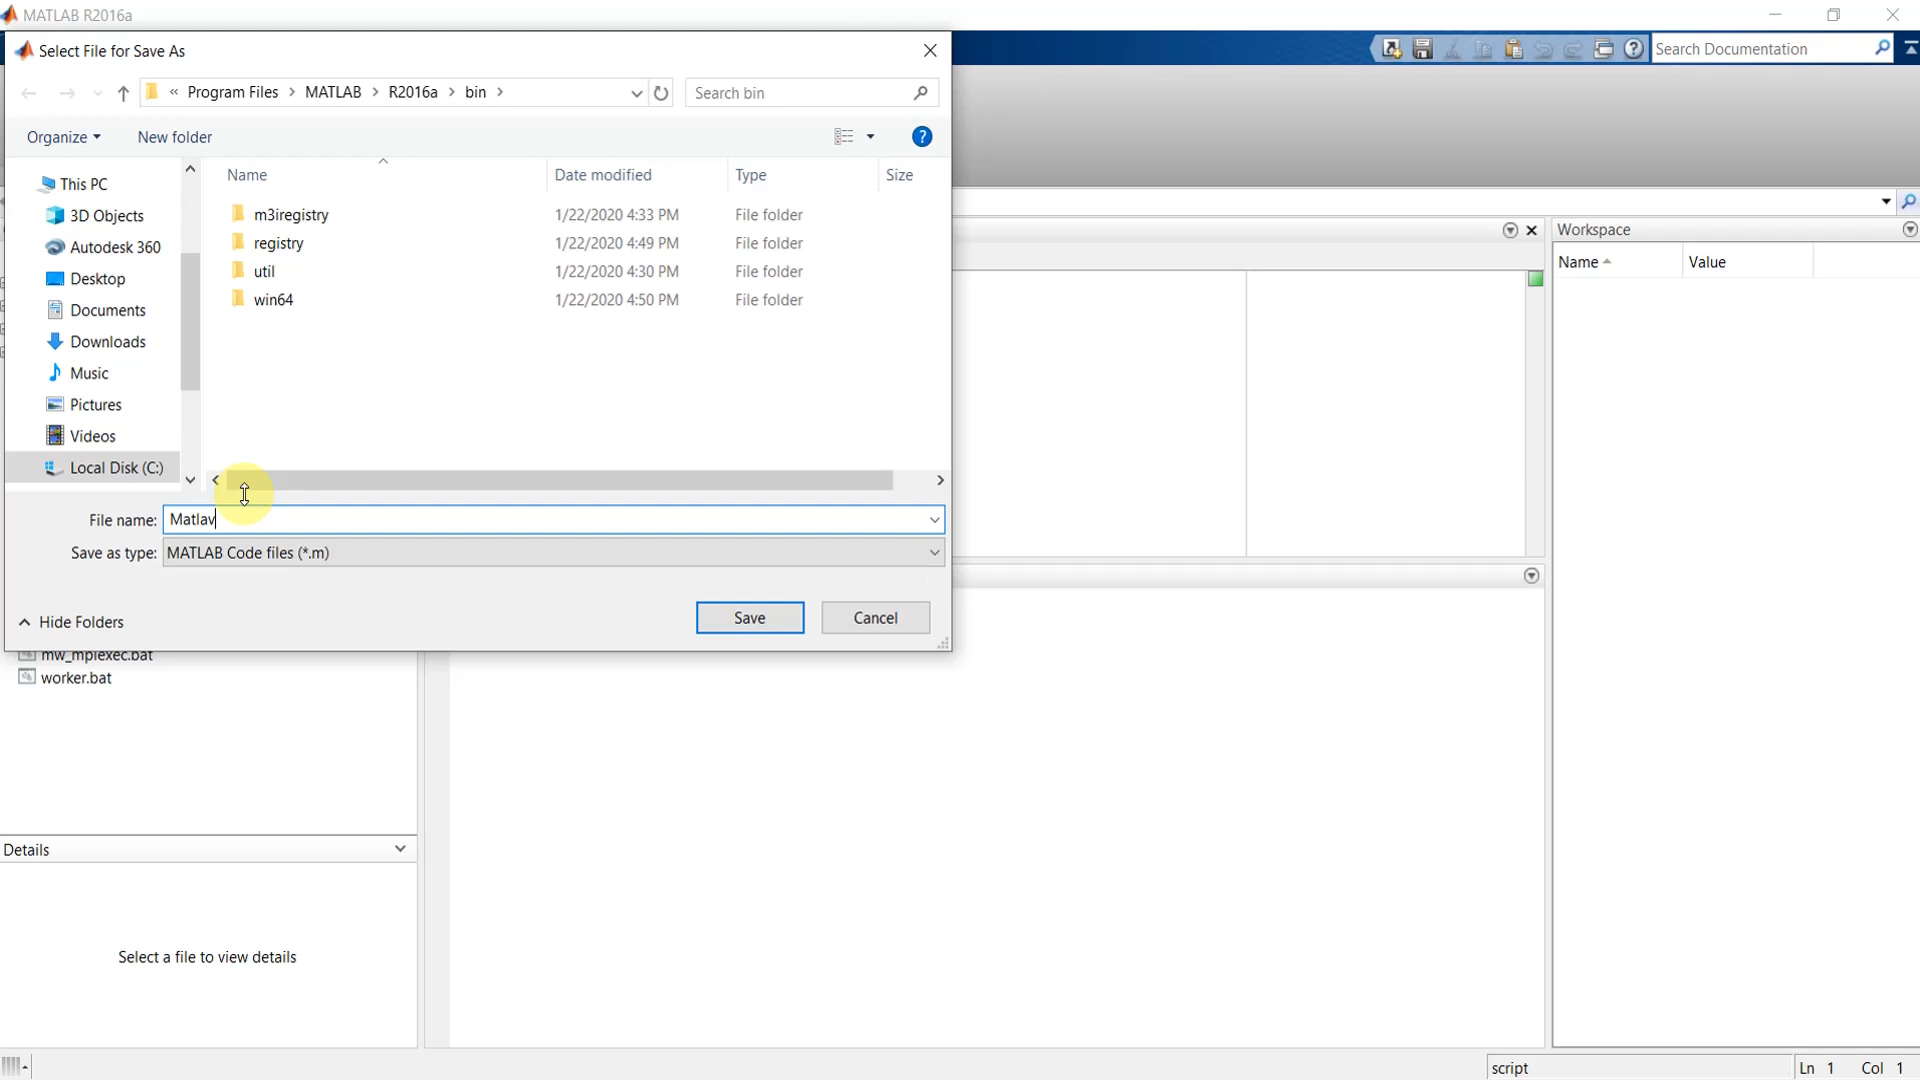 MATLAB R2016a
Select File for Save As
Search Documentation
« Program Files > MATLAB > R2016a > bin >
Search bin
Organize
New folder
Name
Date modified
Type
Size
This PC
3D Objects
Autodesk 360
Desktop
Documents
Downloads
Music
Pictures
Videos
Local Disk (C:)
m3iregistry 1/22/2020 4:33 PM File folder
registry 1/22/2020 4:49 PM File folder
util 1/22/2020 4:30 PM File folder
win64 1/22/2020 4:50 PM File folder
Workspace
Name Value
File name: Matlav
Save as type: MATLAB Code files (*.m)
Hide Folders
Save
Cancel
mw_mpiexec.bat
worker.bat
Details
Select a file to view details
script
Ln 1 Col 1